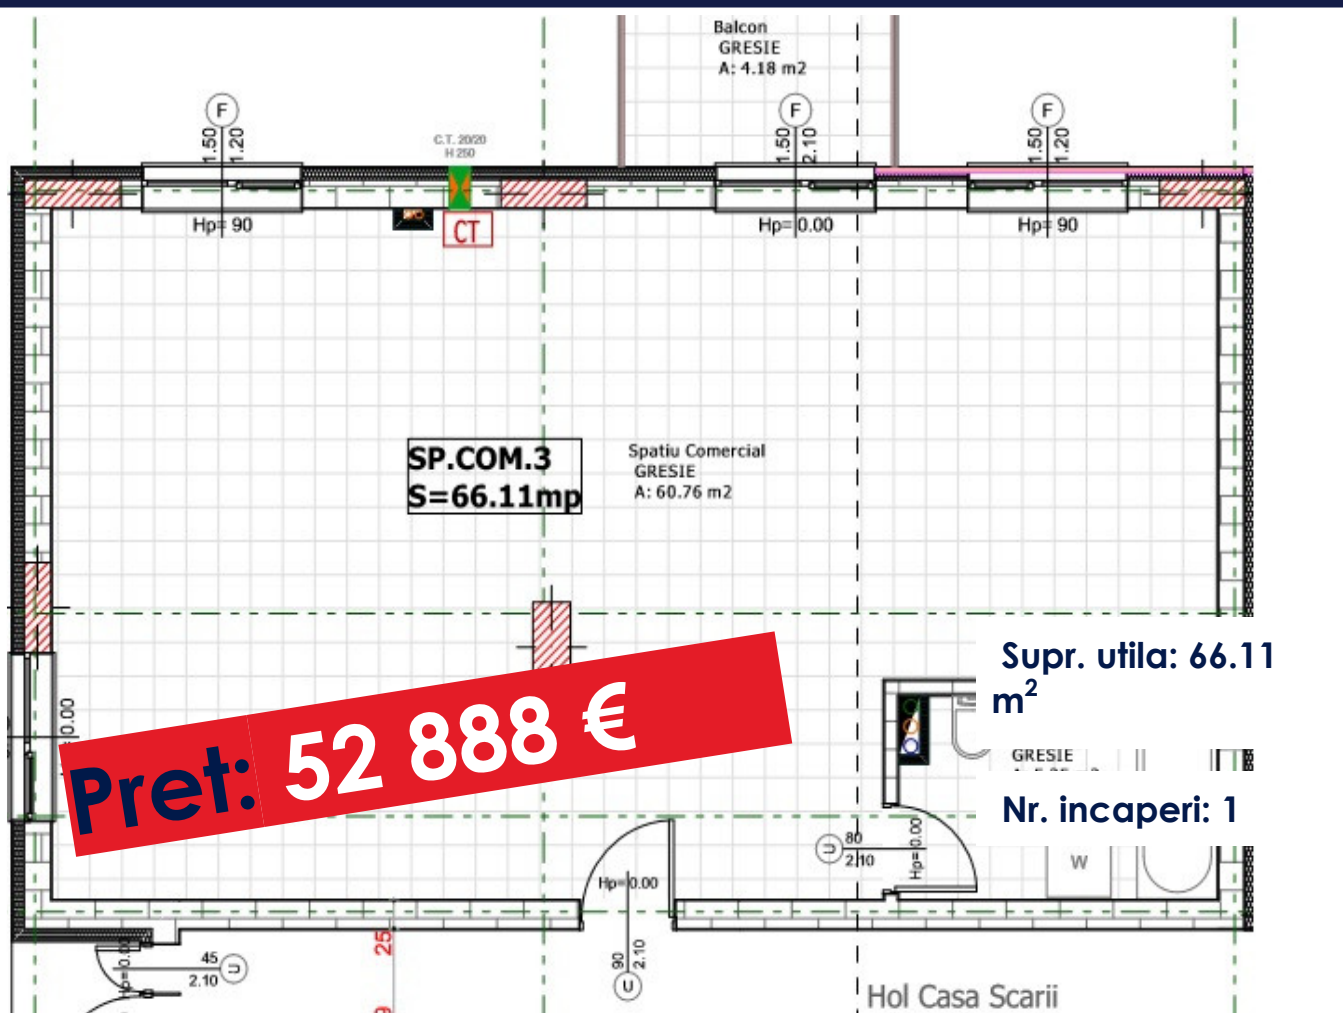 Balcon
GRESIE
A: 4.18 m2
F
1.50
1.20
F
1.50
2.10
F
1.50
1.20
C.T. 20/20
H 250
Hp= 90
CT
Hp= 0.00
Hp= 90
SP.COM.3
S=66.11mp
Spatiu Comercial
GRESIE
A: 60.76 m2
Supr. utila: 66.11
m²
0.00
Pret: 52 888 €
GRESIE
Nr. incaperi: 1
U
80
2.10
Hp=0.00
W
Hp=0.00
Hp=0.00
45
2.10
U
25
90
2.10
U
Hol Casa Scarii